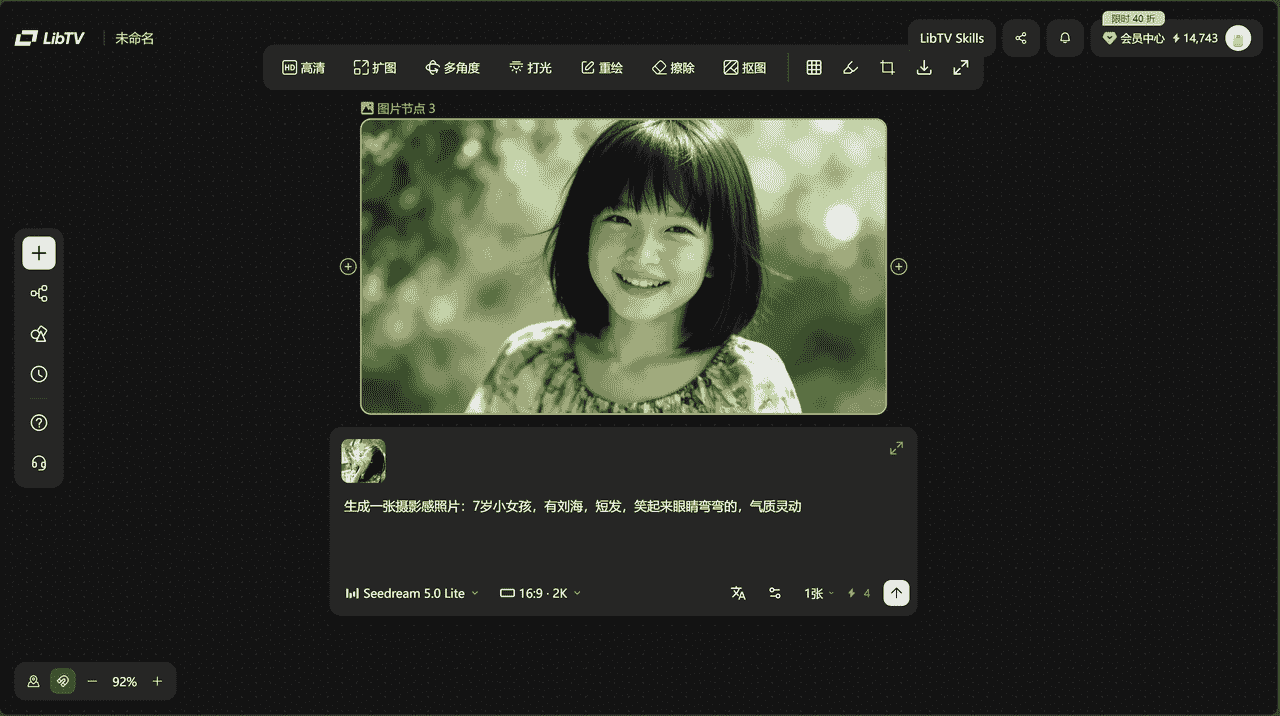 LibTV
未命名
LibTV Skills
限时 40 折
会员中心
14,743
HD 高清
扩图
多角度
打光
重绘
擦除
抠图
图片节点 3
生成一张摄影感照片：7岁小女孩，有刘海，短发，笑起来眼睛弯弯的，气质灵动
Seedream 5.0 Lite
16:9 · 2K
1张
4
92%